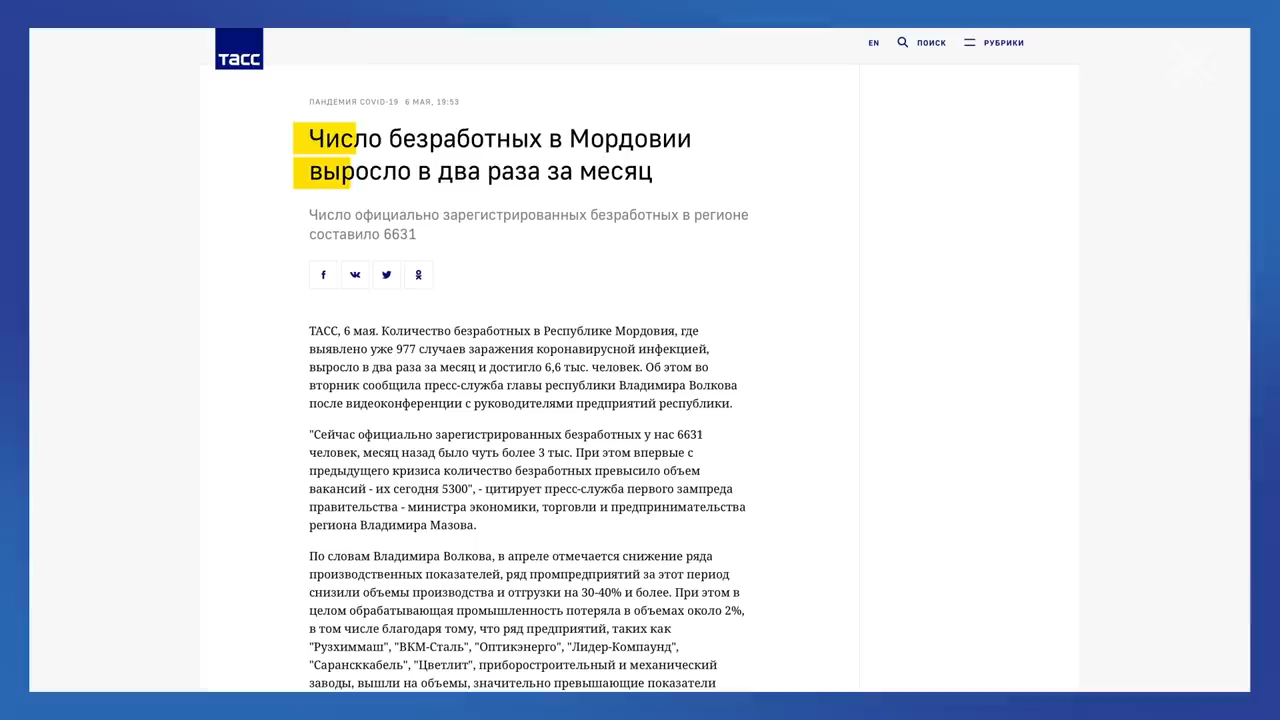 тасс
EN ПОИСК РУБРИКИ
ПАНДЕМИЯ COVID-19 6 МАЯ, 19:53
Число безработных в Мордовии
выросло в два раза за месяц
Число официально зарегистрированных безработных в регионе
составило 6631
ТАСС, 6 мая. Количество безработных в Республике Мордовия, где
выявлено уже 977 случаев заражения коронавирусной инфекцией,
выросло в два раза за месяц и достигло 6,6 тыс. человек. Об этом во
вторник сообщила пресс-служба главы республики Владимира Волкова
после видеоконференции с руководителями предприятий республики.
"Сейчас официально зарегистрированных безработных у нас 6631
человек, месяц назад было чуть более 3 тыс. При этом впервые с
предыдущего кризиса количество безработных превысило объем
вакансий - их сегодня 5300", - цитирует пресс-служба первого зампреда
правительства - министра экономики, торговли и предпринимательства
региона Владимира Мазова.
По словам Владимира Волкова, в апреле отмечается снижение ряда
производственных показателей, ряд промпредприятий за этот период
снизили объемы производства и отгрузки на 30-40% и более. При этом в
целом обрабатывающая промышленность потеряла в объемах около 2%,
в том числе благодаря тому, что ряд предприятий, таких как
"Рузхиммаш", "ВКМ-Сталь", "Оптикэнерго", "Лидер-Компаунд",
"Сарансккабель", "Цветлит", приборостроительный и механический
заводы, вышли на объемы, значительно превышающие показатели